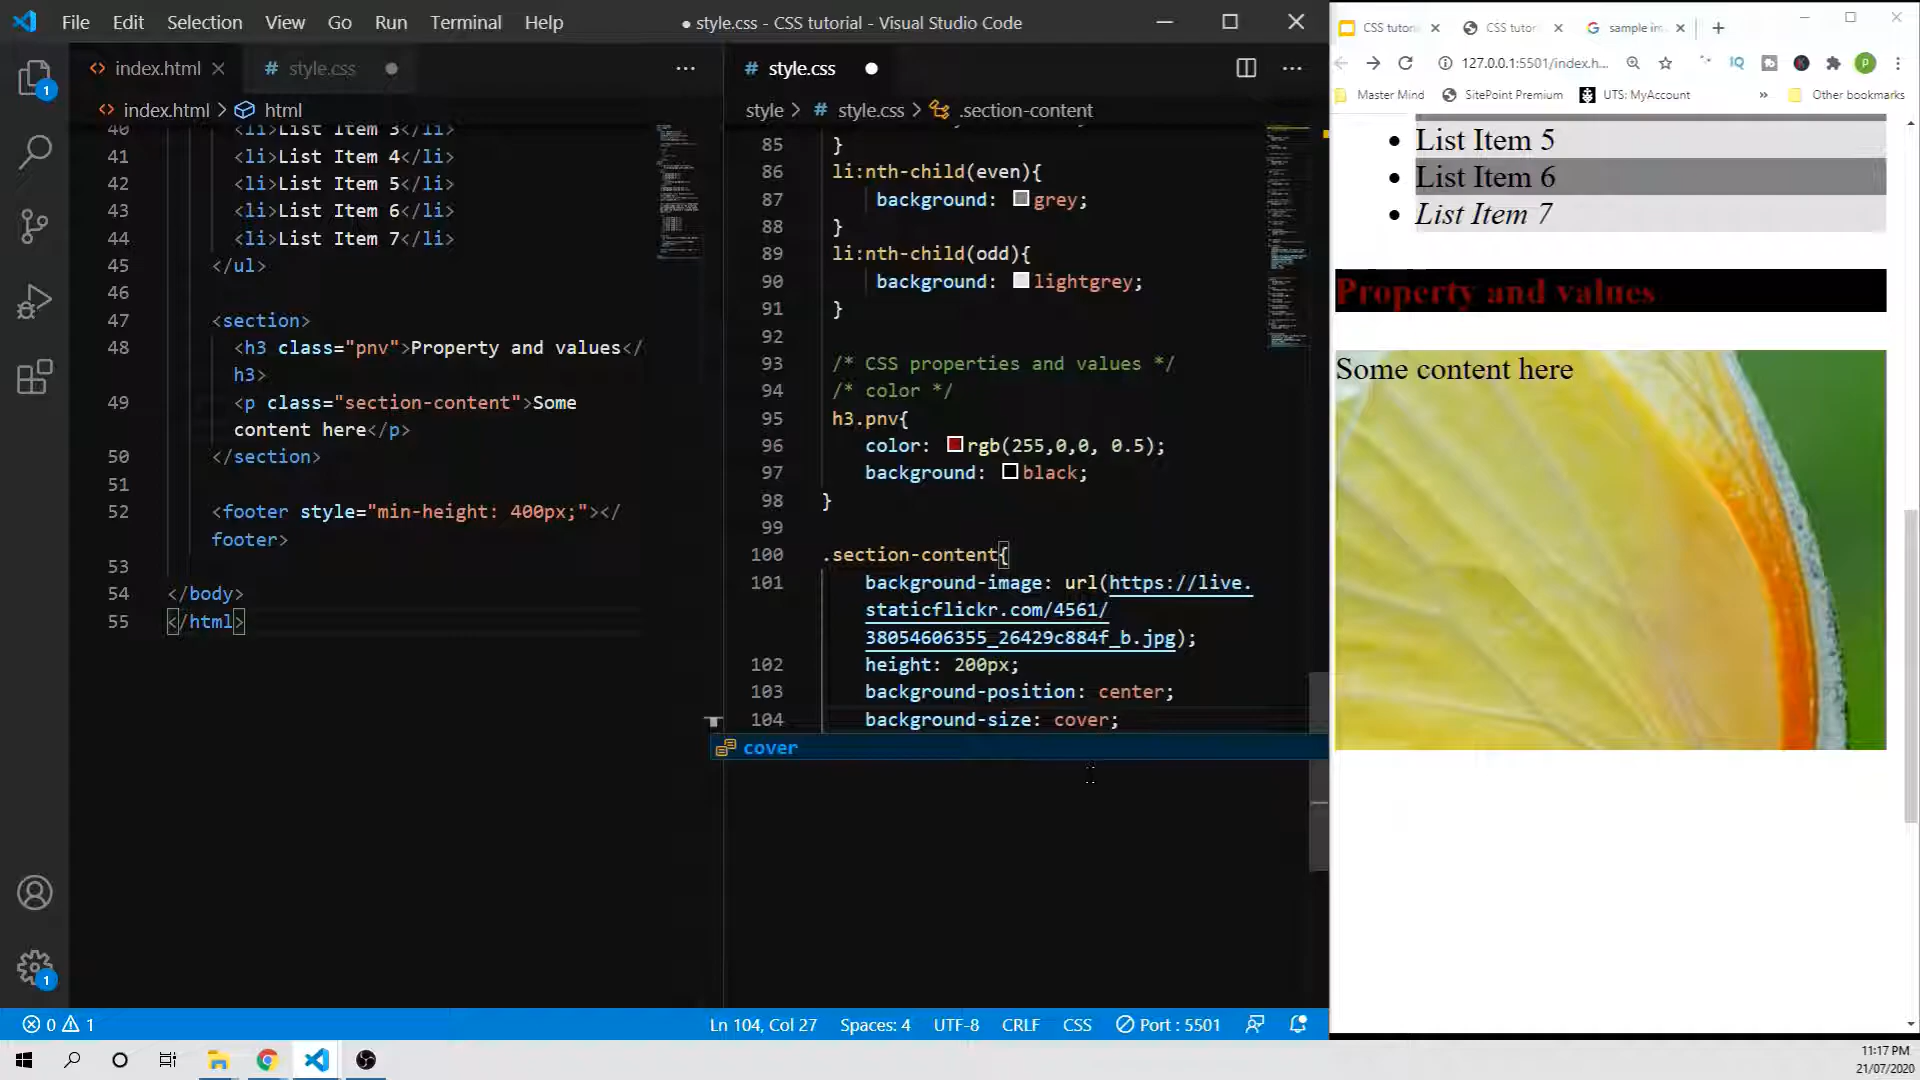 File Edit Selection View Go Run Terminal Help
● style.css - CSS tutorial - Visual Studio Code
index.html
# style.css
index.html > html
40 <li>List Item 3</li>
41 <li>List Item 4</li>
42 <li>List Item 5</li>
43 <li>List Item 6</li>
44 <li>List Item 7</li>
45 </ul>
46
47 <section>
48 <h3 class="pnv">Property and values</
h3>
49 <p class="section-content">Some
content here</p>
50 </section>
51
52 <footer style="min-height: 400px;"></
footer>
53
54 </body>
55 </html>
# style.css
style > # style.css > .section-content
85 }
86 li:nth-child(even){
87 background: grey;
88 }
89 li:nth-child(odd){
90 background: lightgrey;
91 }
92
93 /* CSS properties and values */
94 /* color */
95 h3.pnv{
96 color: rgb(255,0,0, 0.5);
97 background: black;
98 }
99
100 .section-content{
101 background-image: url(https://live.
staticflickr.com/4561/
38054606355_26429c884f_b.jpg);
102 height: 200px;
103 background-position: center;
104 background-size: cover;
cover
1
1
0 1
Ln 104, Col 27 Spaces: 4 UTF-8 CRLF CSS Port : 5501
CSS tutori
CSS tutor
sample im
127.0.0.1:5501/index.h...
IQ
P
Master Mind SitePoint Premium UTS: MyAccount » Other bookmarks
List Item 5
List Item 6
List Item 7
Property and values
Some content here
11:17 PM
21/07/2020